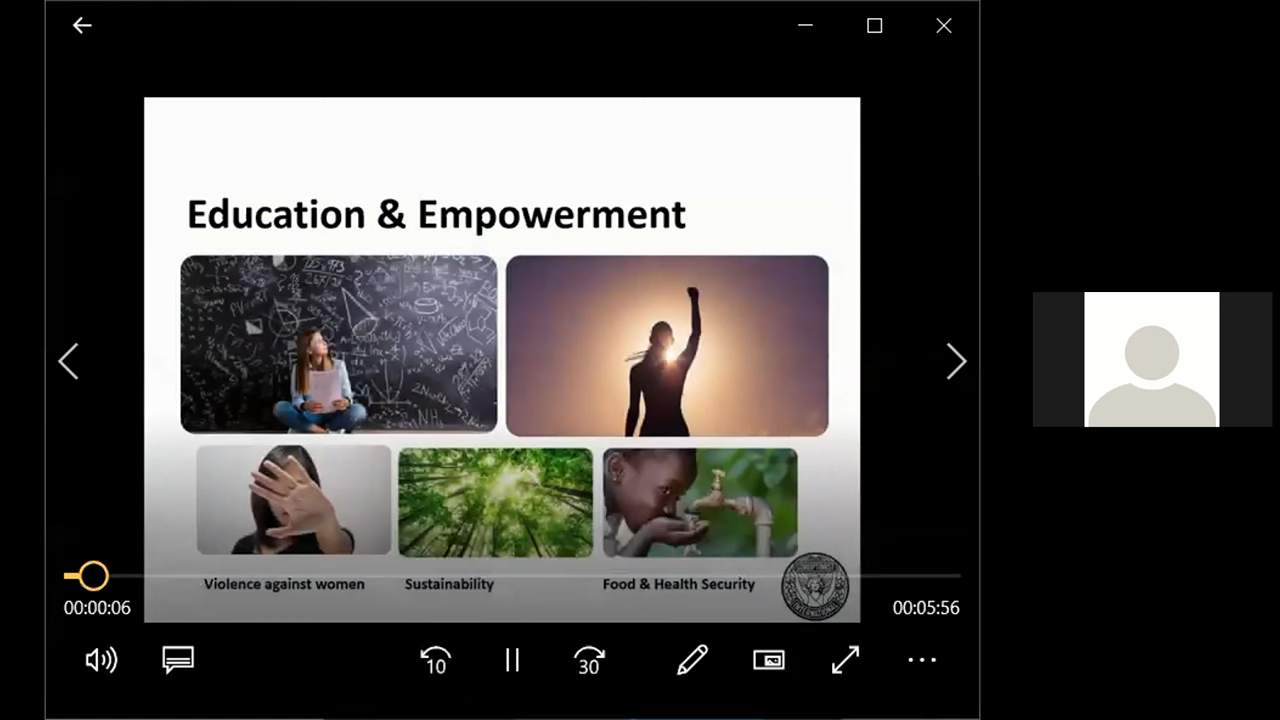 Education & Empowerment
Violence against women
Sustainability
Food & Health Security
00:00:06
00:05:56
10
30